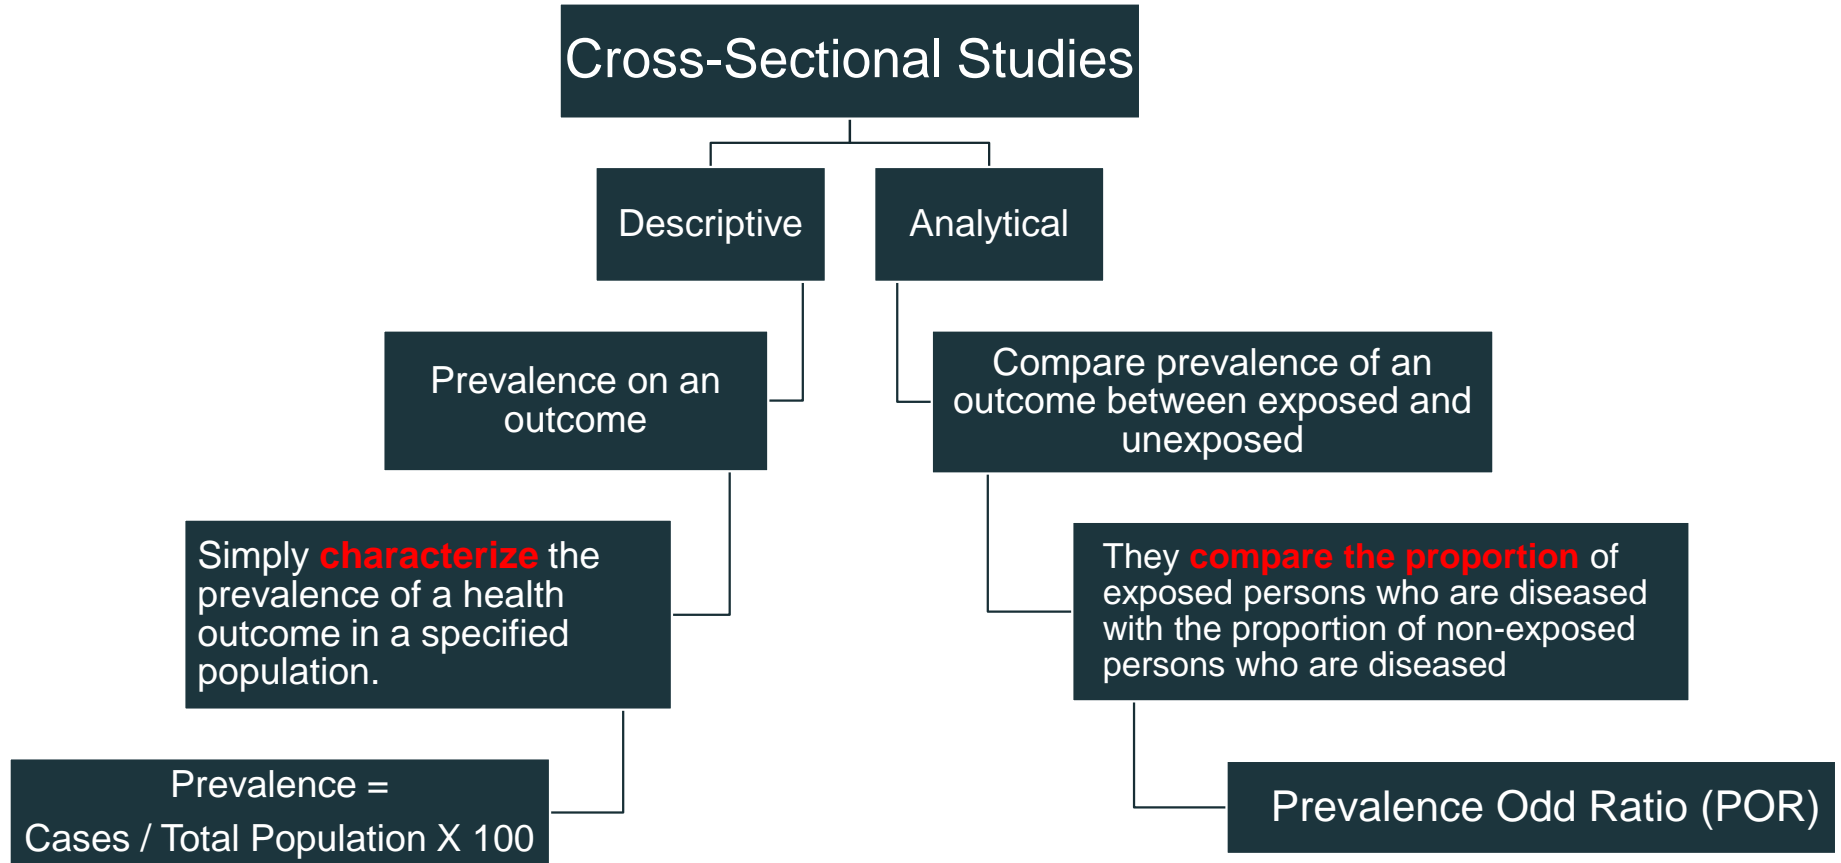 Cross-Sectional Studies
Descriptive
Analytical
Prevalence on an
outcome
Compare prevalence of an
outcome between exposed and
unexposed
Simply characterize the
prevalence of a health
outcome in a specified
population.
They compare the proportion of
exposed persons who are diseased
with the proportion of non-exposed
persons who are diseased
Prevalence =
Cases / Total Population X 100
Prevalence Odd Ratio (POR)